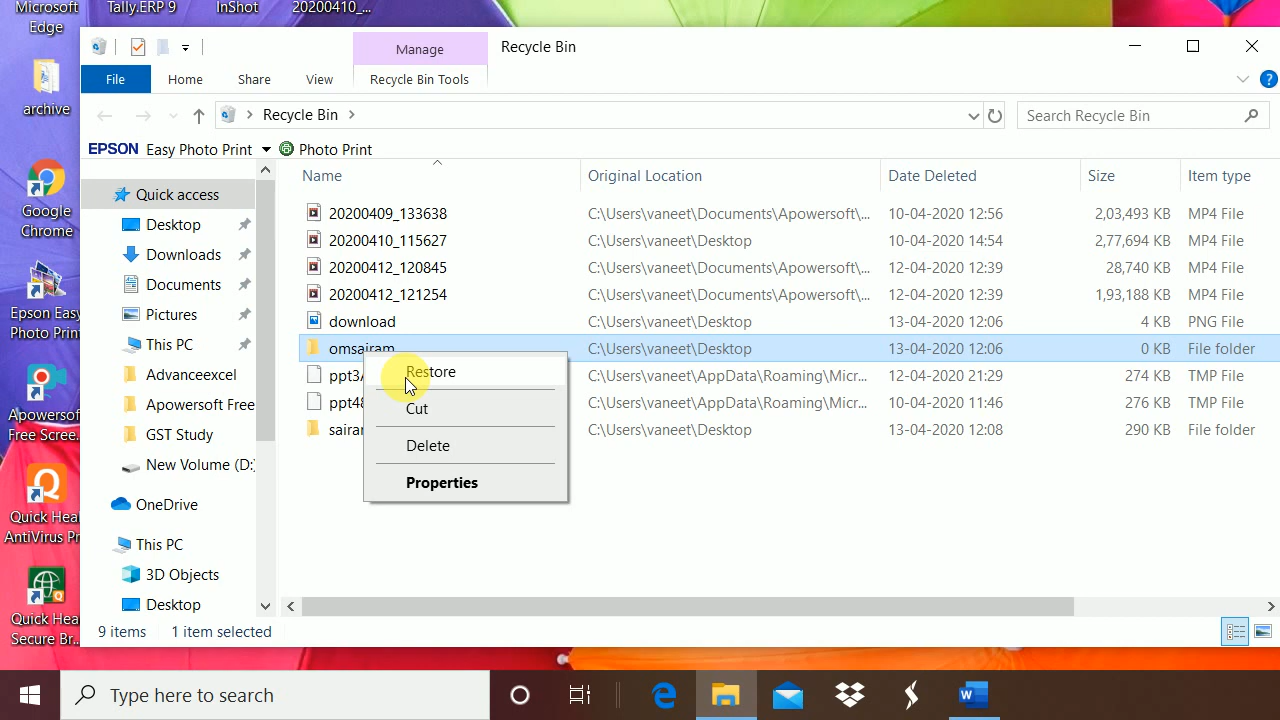 Microsoft
Edge
Tally.ERP 9
InShot
20200410_...
archive
Google
Chrome
Epson Easy
Photo Print
Apowersoft
Free Scree...
Quick Heal
AntiVirus Pr
Quick Heal
Secure Br...
Manage
Recycle Bin
File
Home
Share
View
Recycle Bin Tools
Recycle Bin
Search Recycle Bin
EPSON Easy Photo Print
Photo Print
Quick access
Desktop
Downloads
Documents
Pictures
This PC
Advanceexcel
Apowersoft Free
GST Study
New Volume (D:)
OneDrive
This PC
3D Objects
Desktop
Name Original Location Date Deleted Size Item type
20200409_133638 C:\Users\vaneet\Documents\Apowersoft\... 10-04-2020 12:56 2,03,493 KB MP4 File
20200410_115627 C:\Users\vaneet\Desktop 10-04-2020 14:54 2,77,694 KB MP4 File
20200412_120845 C:\Users\vaneet\Documents\Apowersoft\... 12-04-2020 12:39 28,740 KB MP4 File
20200412_121254 C:\Users\vaneet\Documents\Apowersoft\... 12-04-2020 12:39 1,93,188 KB MP4 File
download C:\Users\vaneet\Desktop 13-04-2020 12:06 4 KB PNG File
omsairam C:\Users\vaneet\Desktop 13-04-2020 12:06 0 KB File folder
C:\Users\vaneet\AppData\Roaming\Micr... 12-04-2020 21:29 274 KB TMP File
ppt48 C:\Users\vaneet\AppData\Roaming\Micr... 10-04-2020 11:46 276 KB TMP File
sairam C:\Users\vaneet\Desktop 13-04-2020 12:08 290 KB File folder
Restore
Cut
Delete
Properties
9 items 1 item selected
Type here to search